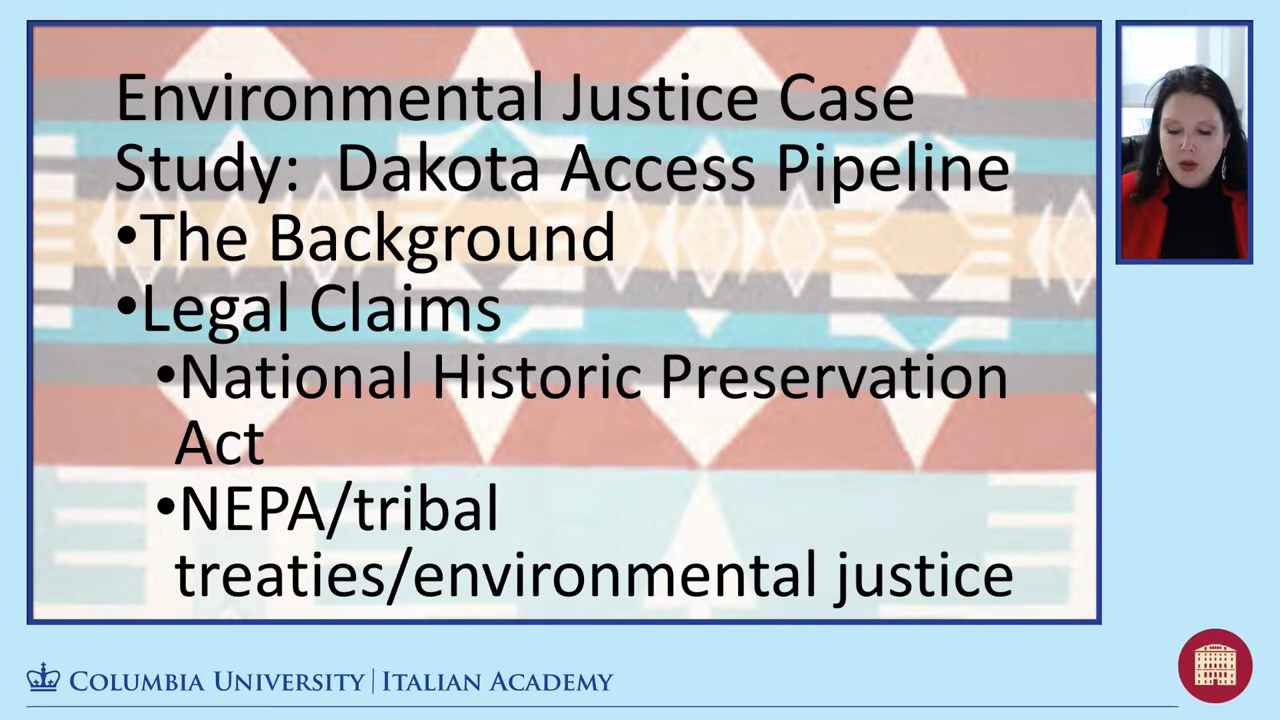 Environmental Justice Case
Study:  Dakota Access Pipeline
•The Background
•Legal Claims
•National Historic Preservation
Act
•NEPA/tribal
treaties/environmental justice
COLUMBIA UNIVERSITY | ITALIAN ACADEMY